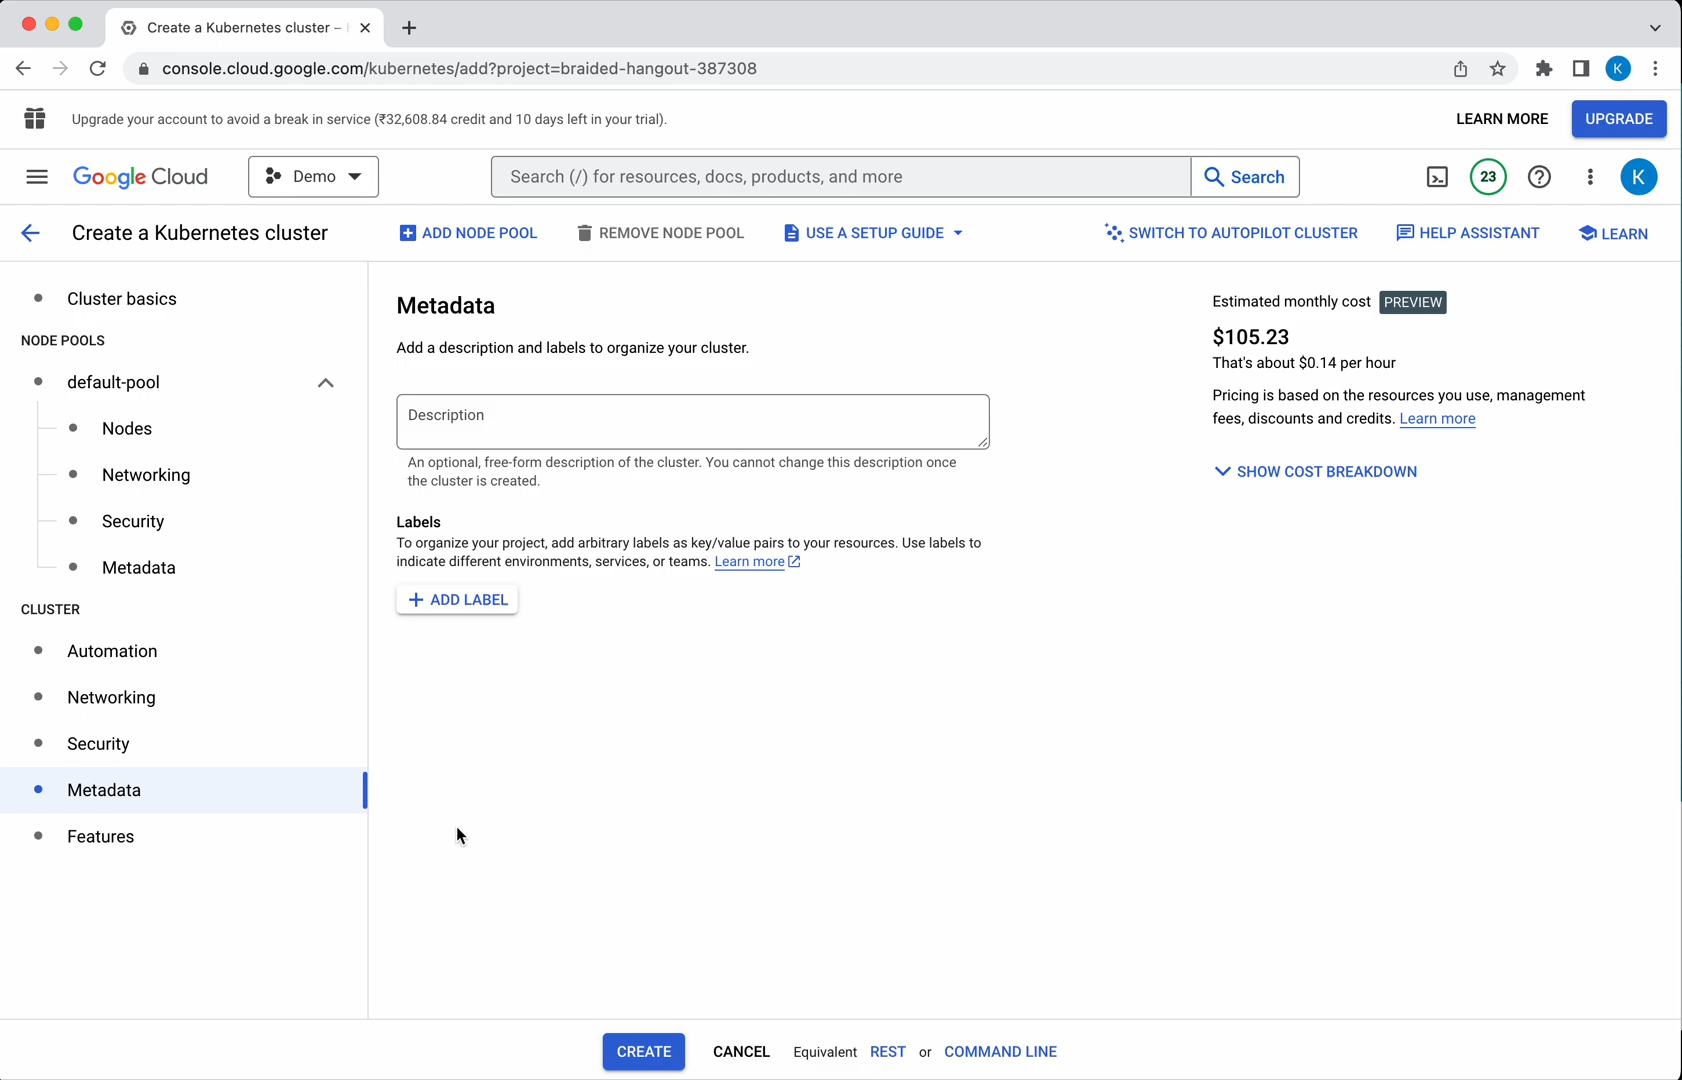 Create a Kubernetes cluster –
console.cloud.google.com/kubernetes/add?project=braided-hangout-387308
K
Upgrade your account to avoid a break in service (₹32,608.84 credit and 10 days left in your trial).
LEARN MORE
UPGRADE
Google Cloud
Demo
Search (/) for resources, docs, products, and more
Search
23
K
Create a Kubernetes cluster
ADD NODE POOL
REMOVE NODE POOL
USE A SETUP GUIDE
SWITCH TO AUTOPILOT CLUSTER
HELP ASSISTANT
LEARN
Cluster basics
NODE POOLS
default-pool
Nodes
Networking
Security
Metadata
CLUSTER
Automation
Networking
Security
Metadata
Features
Metadata
Add a description and labels to organize your cluster.
Description
An optional, free-form description of the cluster. You cannot change this description once
the cluster is created.
Labels
To organize your project, add arbitrary labels as key/value pairs to your resources. Use labels to
indicate different environments, services, or teams. Learn more
ADD LABEL
Estimated monthly cost PREVIEW
$105.23
That's about $0.14 per hour
Pricing is based on the resources you use, management
fees, discounts and credits. Learn more
SHOW COST BREAKDOWN
CREATE
CANCEL
Equivalent REST or COMMAND LINE